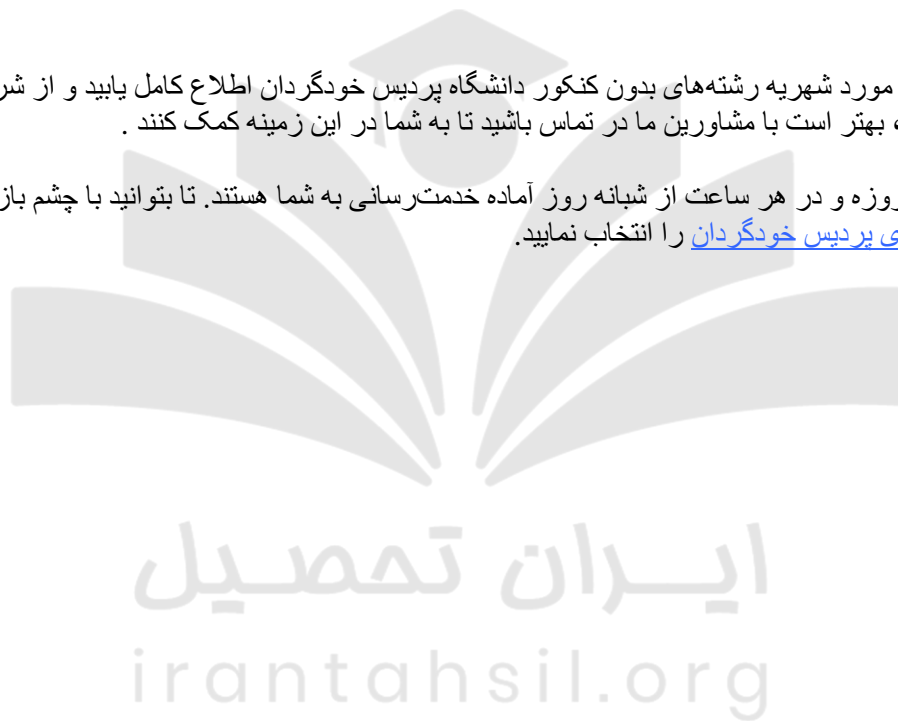 مورد شهریه رشته‌های بدون کنکور دانشگاه پردیس خودگردان اطلاع کامل یابید و از شر
، بهتر است با مشاورین ما در تماس باشید تا به شما در این زمینه کمک کنند .
روزه و در هر ساعت از شبانه روز آماده خدمت‌رسانی به شما هستند. تا بتوانید با چشم باز
ی پردیس خودگردان را انتخاب نمایید.
ایران تحصیل
irantahsil.org